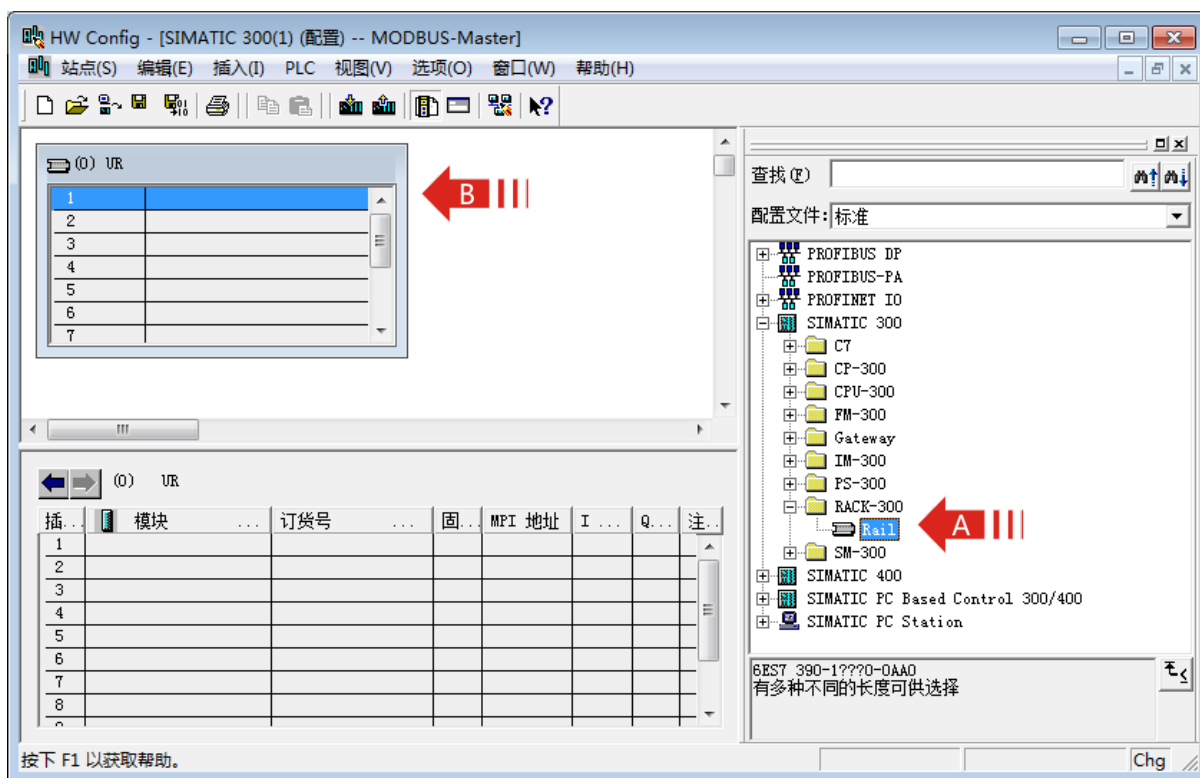 HW Config - [SIMATIC 300(1) (配置) -- MODBUS-Master]
站点(S) 编辑(E) 插入(I) PLC 视图(V) 选项(O) 窗口(W) 帮助(H)
(0) UR
1
2
3
4
5
6
7
B
查找(F)
配置文件: 标准
PROFIBUS DP
PROFIBUS-PA
PROFINET IO
SIMATIC 300
C7
CP-300
CPU-300
FM-300
Gateway
IM-300
PS-300
RACK-300
Rail
A
SM-300
SIMATIC 400
SIMATIC PC Based Control 300/400
SIMATIC PC Station
(0) UR
插... 模块 ... 订货号 ... 固... MPI 地址 I ... Q... 注..
1
2
3
4
5
6
7
8
6ES7 390-1???0-0AA0
有多种不同的长度可供选择
按下 F1 以获取帮助。
Chg